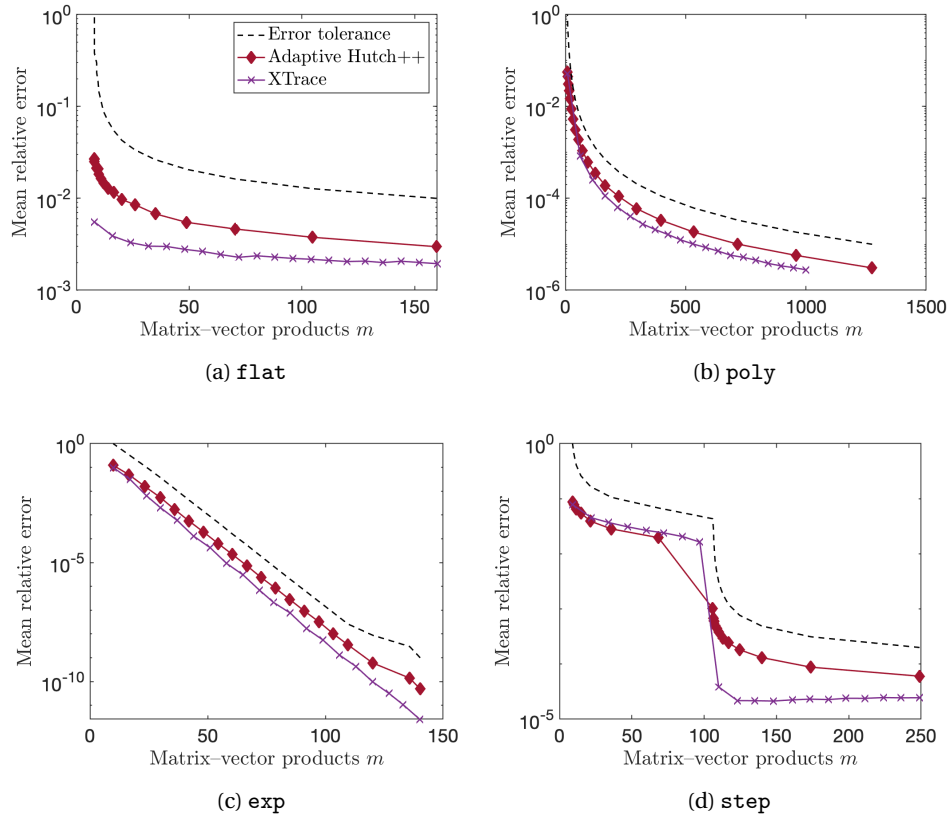 10^0
10^-1
10^-2
10^-3
Mean relative error
Error tolerance
Adaptive Hutch++
XTrace
0 50 100 150
Matrix–vector products m
(a) flat
10^0
10^-2
10^-4
10^-6
Mean relative error
0 500 1000 1500
Matrix–vector products m
(b) poly
10^0
10^-5
10^-10
Mean relative error
0 50 100 150
Matrix–vector products m
(c) exp
10^0
10^-5
Mean relative error
0 50 100 150 200 250
Matrix–vector products m
(d) step